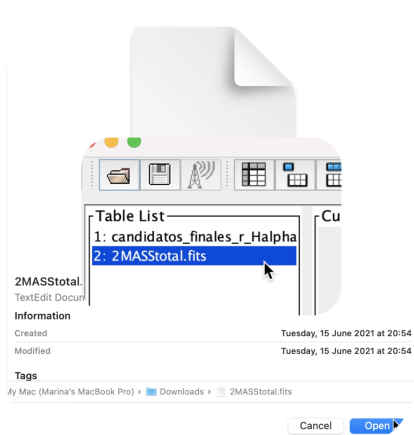 Table List
Cu
1: candidatos_finales_r_Halpha
2: 2MASStotal.fits
2MASStotal.
TextEdit Docun
Information
Created Tuesday, 15 June 2021 at 20:54
Modified Tuesday, 15 June 2021 at 20:54
Tags
My Mac (Marina's MacBook Pro) › Downloads › 2MASStotal.fits
Cancel Open